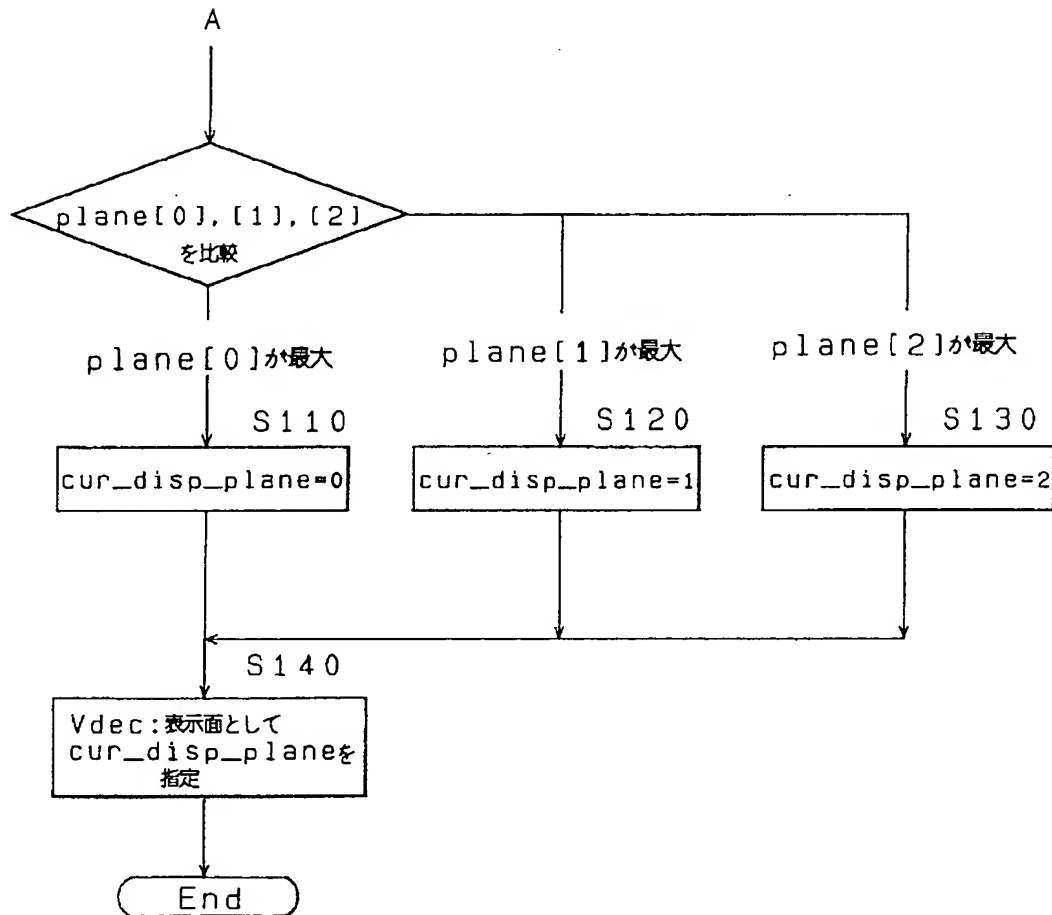 A
plane[0],[1],[2]
を比較
plane[0]が最大
plane[1]が最大
plane[2]が最大
S110
S120
S130
cur_disp_plane=0
cur_disp_plane=1
cur_disp_plane=2
S140
Vdec:表示面として
cur_disp_planeを
指定
End